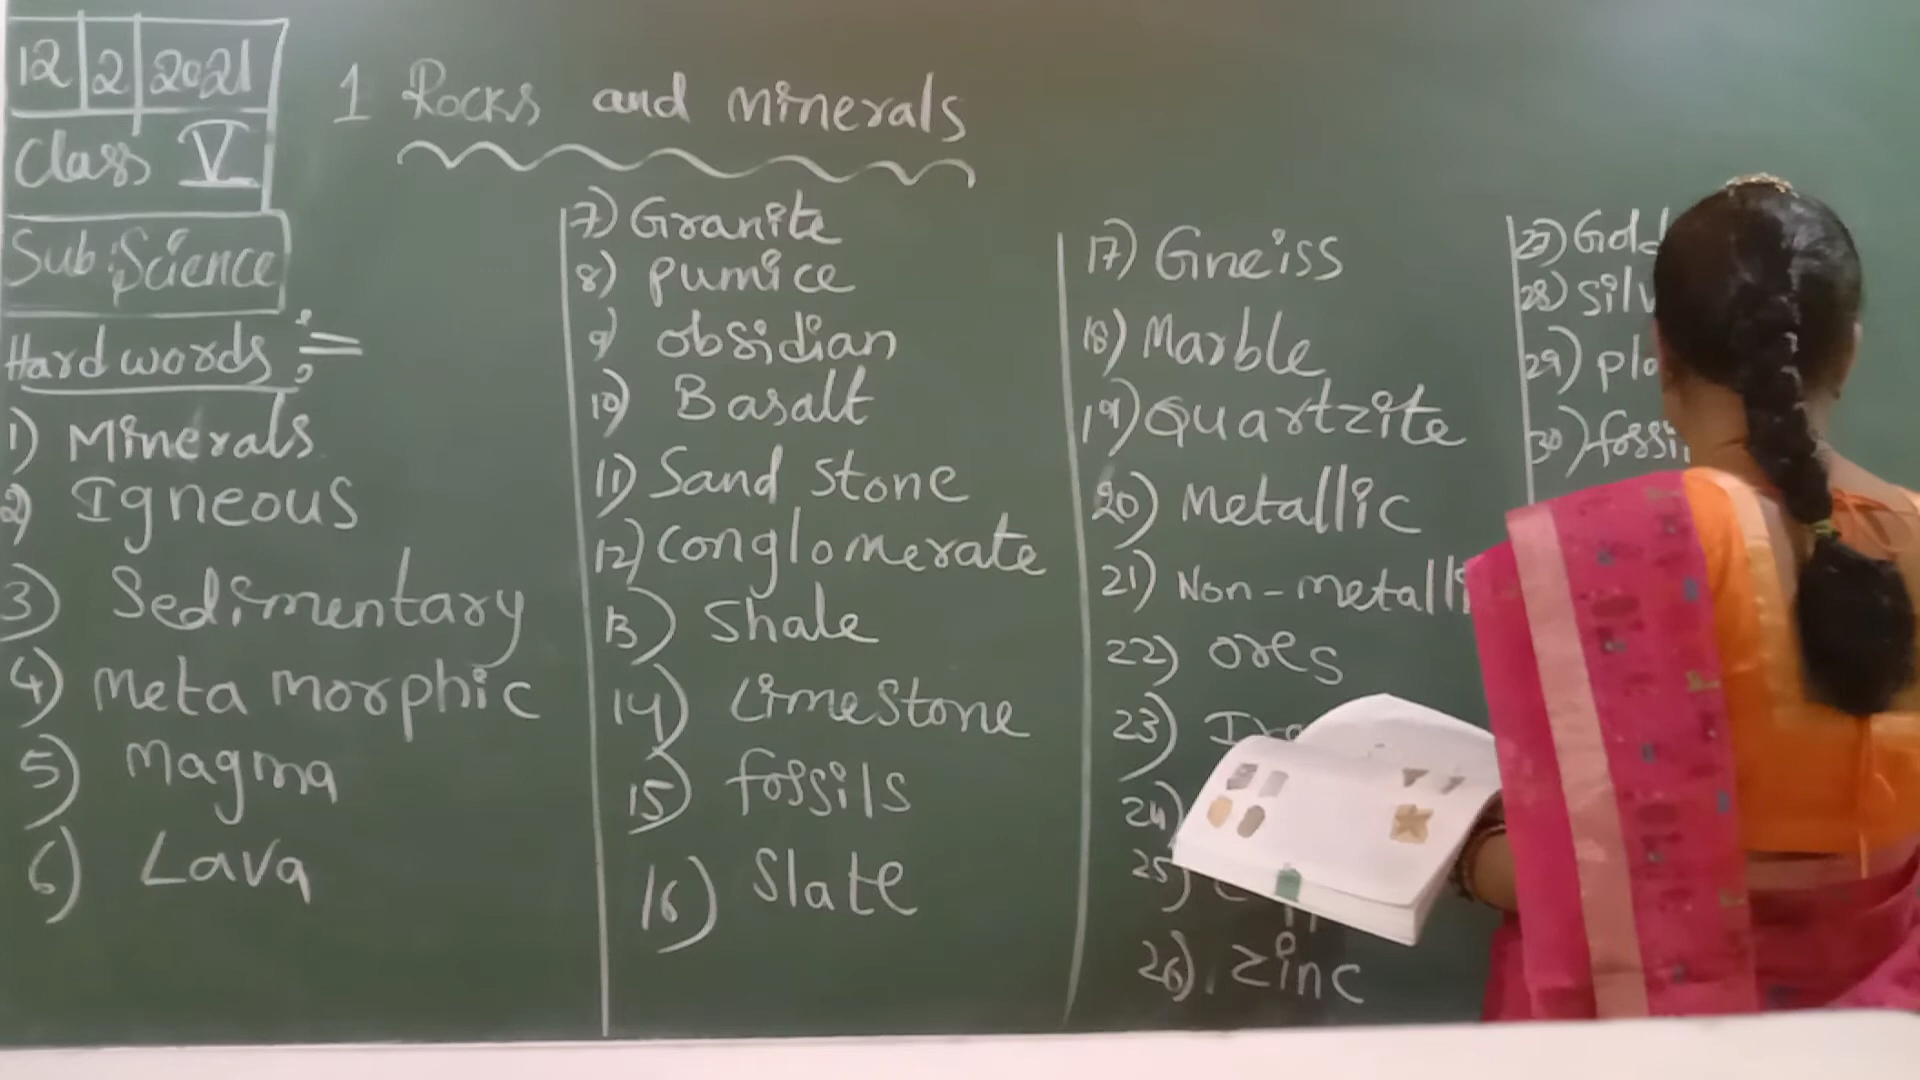 12 2 2021
Class V
Sub: Science
1 Rocks and minerals
Hard words :=
1) Minerals
2) Igneous
3) Sedimentary
4) Meta morphic
5) Magma
6) Lava
7) Granite
8) pumice
9) obsidian
10) Basalt
11) Sand stone
12) conglomerate
13) Shale
14) Limestone
15) fossils
16) Slate
17) Gneiss
18) Marble
19) Quartzite
20) Metallic
21) Non-metalli
22) ores
23)
24)
25)
26) Zinc
27) Gold
28) Silv
29)
30) fossi